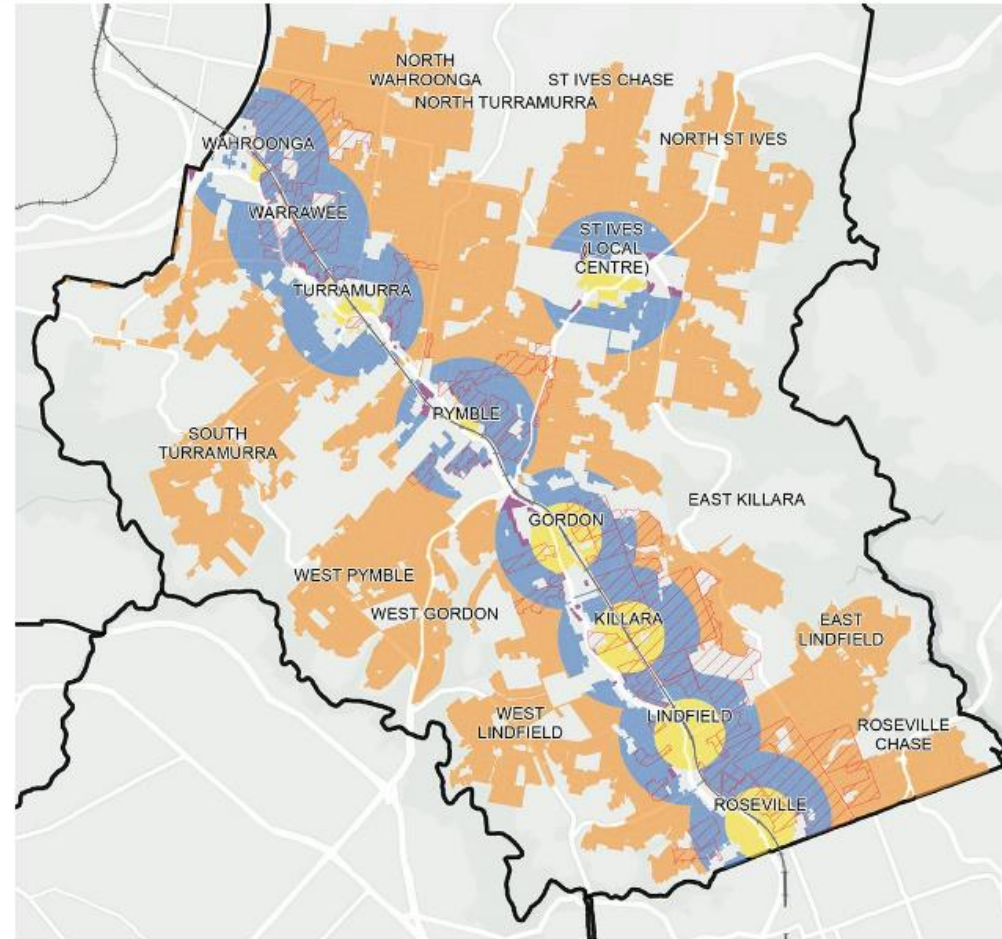 NORTH
WAHROONGA
ST IVES CHASE
NORTH TURRAMURRA
NORTH ST IVES
WAHROONGA
WARRAWEE
ST IVES
(LOCAL
CENTRE)
TURRAMURRA
PYMBLE
SOUTH
TURRAMURRA
EAST KILLARA
GORDON
WEST PYMBLE
WEST GORDON
KILLARA
EAST
LINDFIELD
WEST
LINDFIELD
LINDFIELD
ROSEVILLE
CHASE
ROSEVILLE